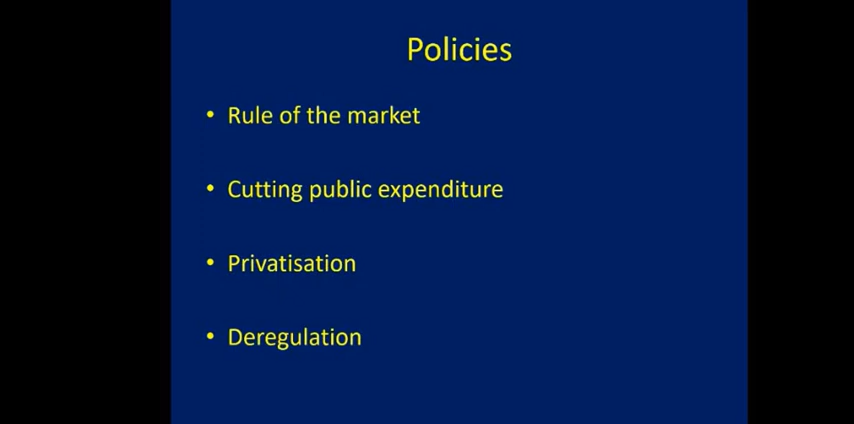 Policies
• Rule of the market
• Cutting public expenditure
• Privatisation
• Deregulation